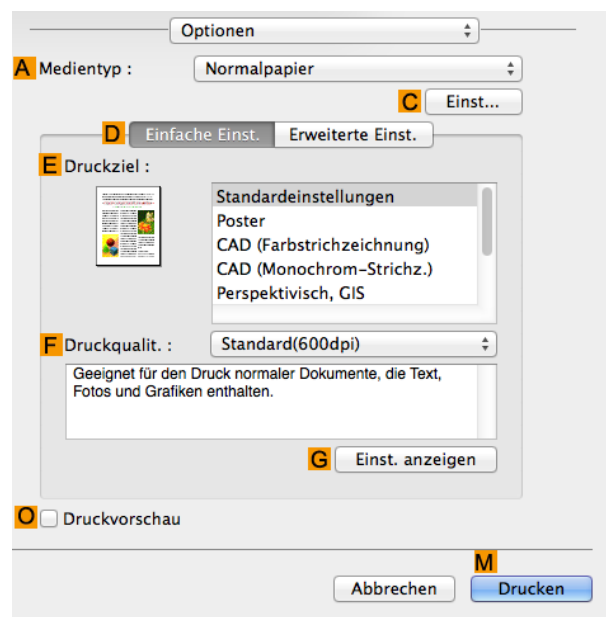 Optionen
A Medientyp : Normalpapier
C Einst...
D Einfache Einst. Erweiterte Einst.
E Druckziel :
Standardeinstellungen
Poster
CAD (Farbstrichzeichnung)
CAD (Monochrom-Strichz.)
Perspektivisch, GIS
F Druckqualit. : Standard(600dpi)
Geeignet für den Druck normaler Dokumente, die Text,
Fotos und Grafiken enthalten.
G Einst. anzeigen
O Druckvorschau
M
Abbrechen Drucken